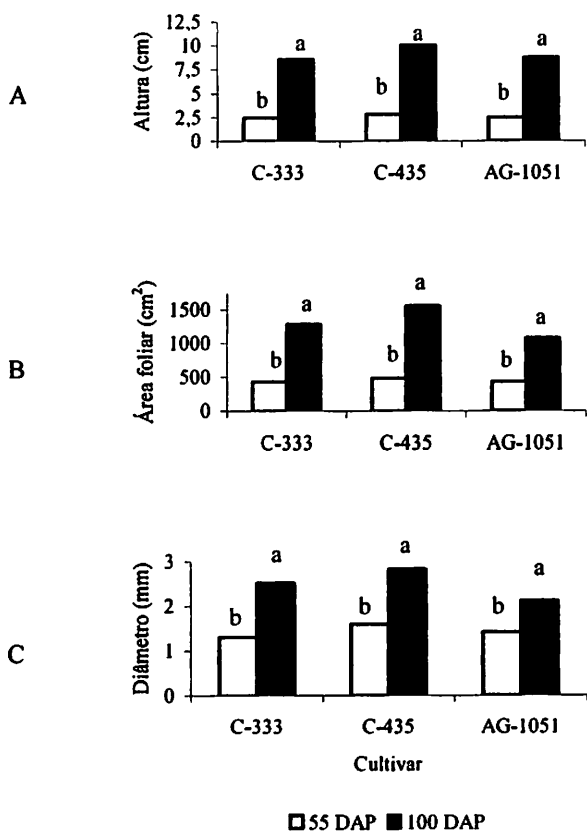 A
Altura (cm)
12,5
10
7,5
5
2,5
0
b a b a b a
C-333 C-435 AG-1051
B
Área foliar (cm²)
1500
1000
500
0
b a b a b a
C-333 C-435 AG-1051
C
Diâmetro (mm)
3
2
1
0
b a b a b a
C-333 C-435 AG-1051
Cultivar
55 DAP 100 DAP